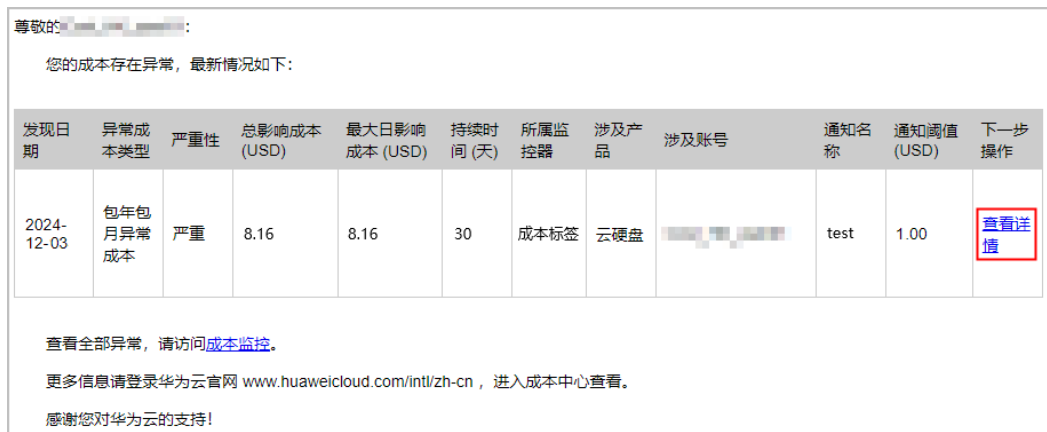 尊敬的
:
您的成本存在异常，最新情况如下：
发现日期 异常成本类型 严重性 总影响成本 (USD) 最大日影响成本 (USD) 持续时间 (天) 所属监控器 涉及产品 涉及账号 通知名称 通知阈值 (USD) 下一步操作
2024-12-03 包年包月异常成本 严重 8.16 8.16 30 成本标签 云硬盘 test 1.00 查看详情
查看全部异常，请访问成本监控。
更多信息请登录华为云官网 www.huaweicloud.com/intl/zh-cn ，进入成本中心查看。
感谢您对华为云的支持！